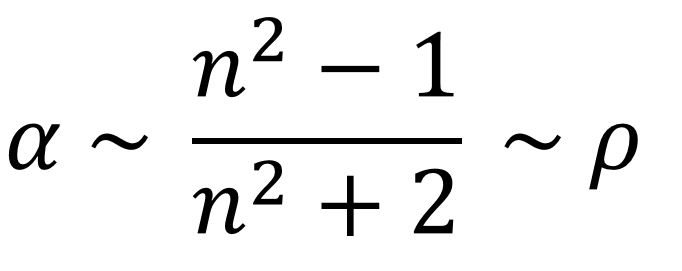 α ~ (n² − 1)/(n² + 2) ~ ρ